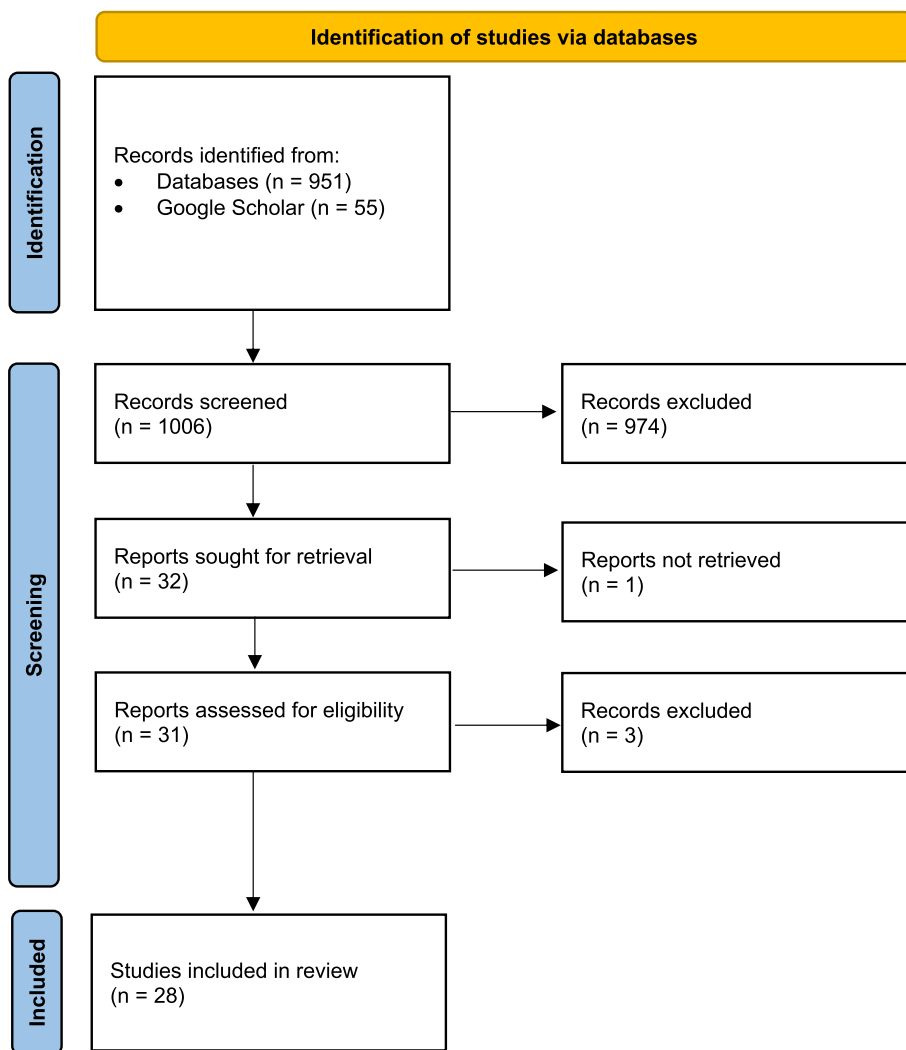 Identification of studies via databases
Identification
Records identified from:
• Databases (n = 951)
• Google Scholar (n = 55)
Screening
Records screened
(n = 1006)
Records excluded
(n = 974)
Reports sought for retrieval
(n = 32)
Reports not retrieved
(n = 1)
Reports assessed for eligibility
(n = 31)
Records excluded
(n = 3)
Included
Studies included in review
(n = 28)